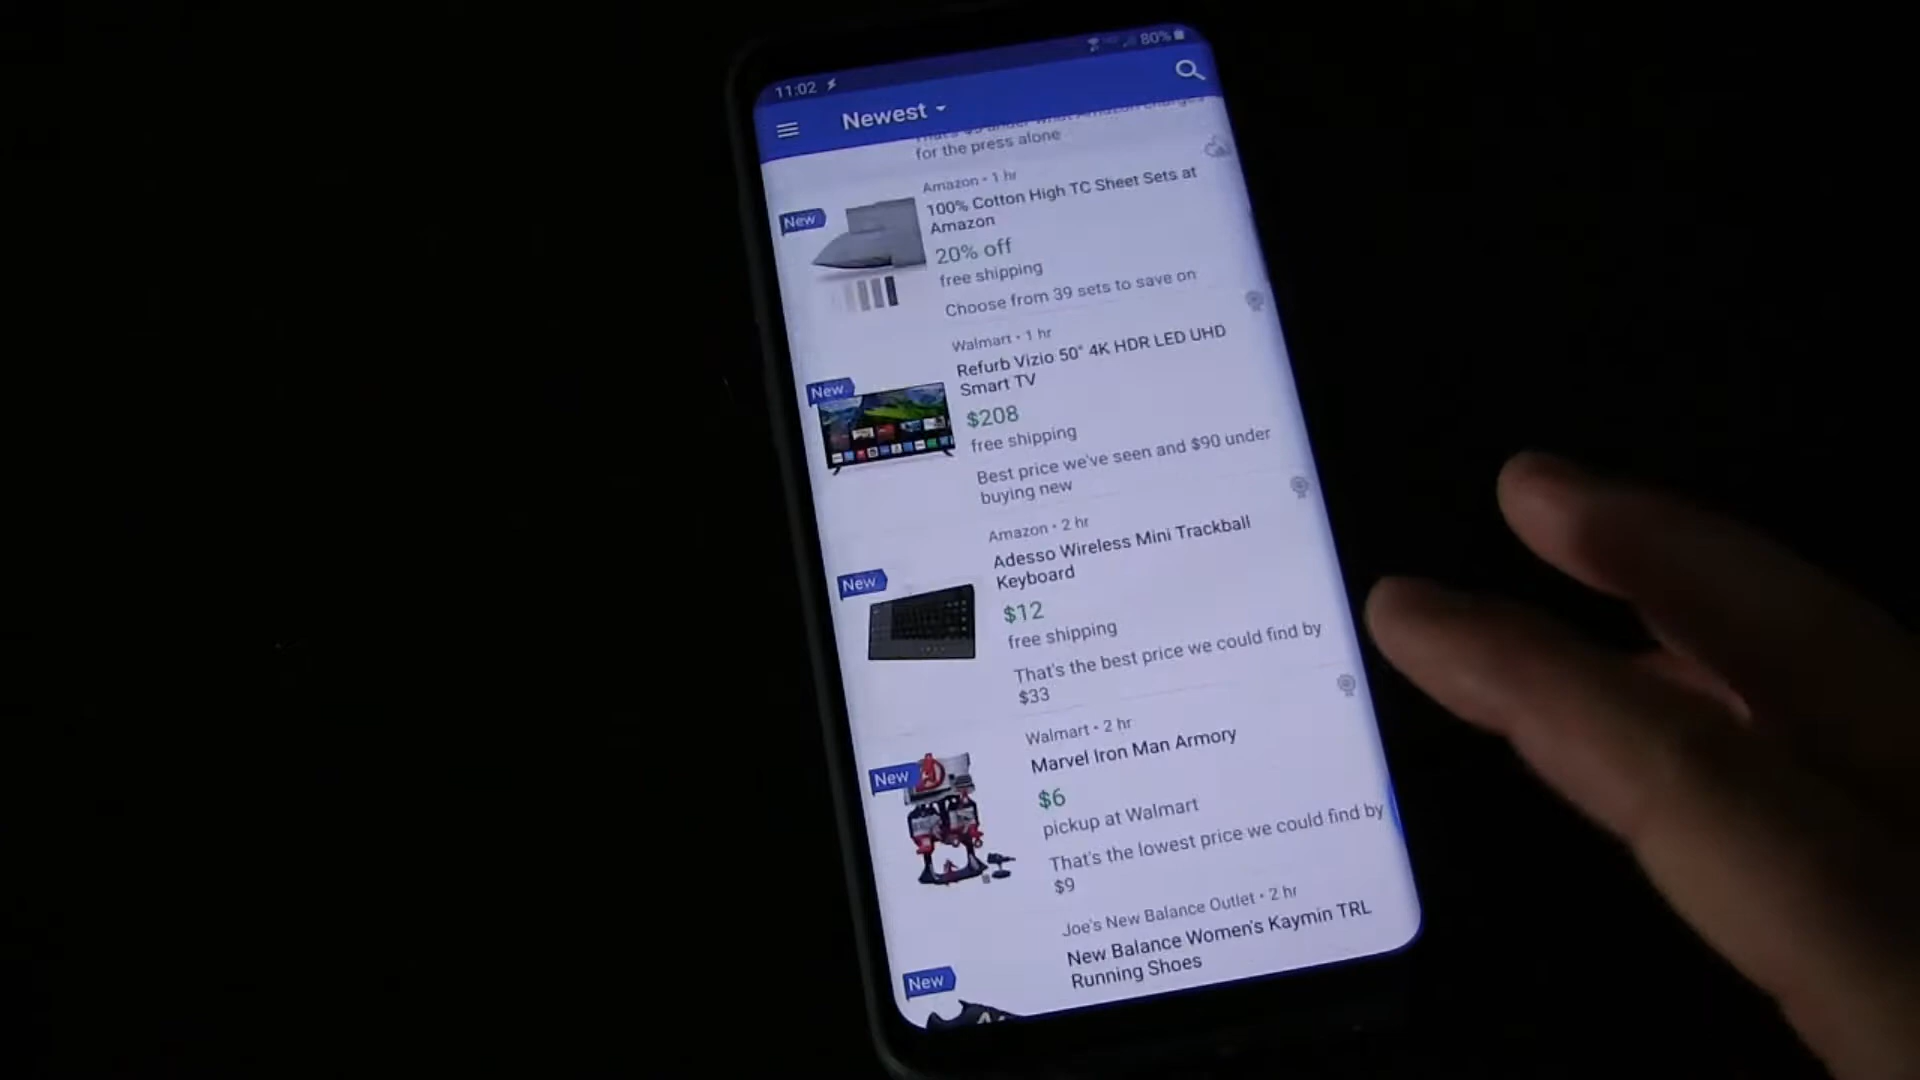 11:02
80%
Newest
for the press alone
Amazon • 1 hr
100% Cotton High TC Sheet Sets at
Amazon
New
20% off
free shipping
Choose from 39 sets to save on
Walmart • 1 hr
Refurb Vizio 50" 4K HDR LED UHD
Smart TV
New
$208
free shipping
Best price we've seen and $90 under
buying new
Amazon • 2 hr
Adesso Wireless Mini Trackball
Keyboard
New
$12
free shipping
That's the best price we could find by
$33
Walmart • 2 hr
Marvel Iron Man Armory
New
$6
pickup at Walmart
That's the lowest price we could find by
$9
Joe's New Balance Outlet • 2 hr
New Balance Women's Kaymin TRL
Running Shoes
New